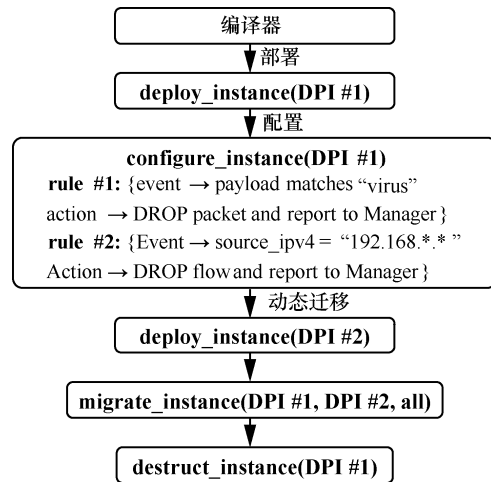 编译器
部署
deploy_instance(DPI #1)
配置
configure_instance(DPI #1)
rule #1: {event → payload matches “virus”
action → DROP packet and report to Manager}
rule #2: {Event → source_ipv4 = “192.168.*.* ”
Action → DROP flow and report to Manager}
动态迁移
deploy_instance(DPI #2)
migrate_instance(DPI #1, DPI #2, all)
destruct_instance(DPI #1)